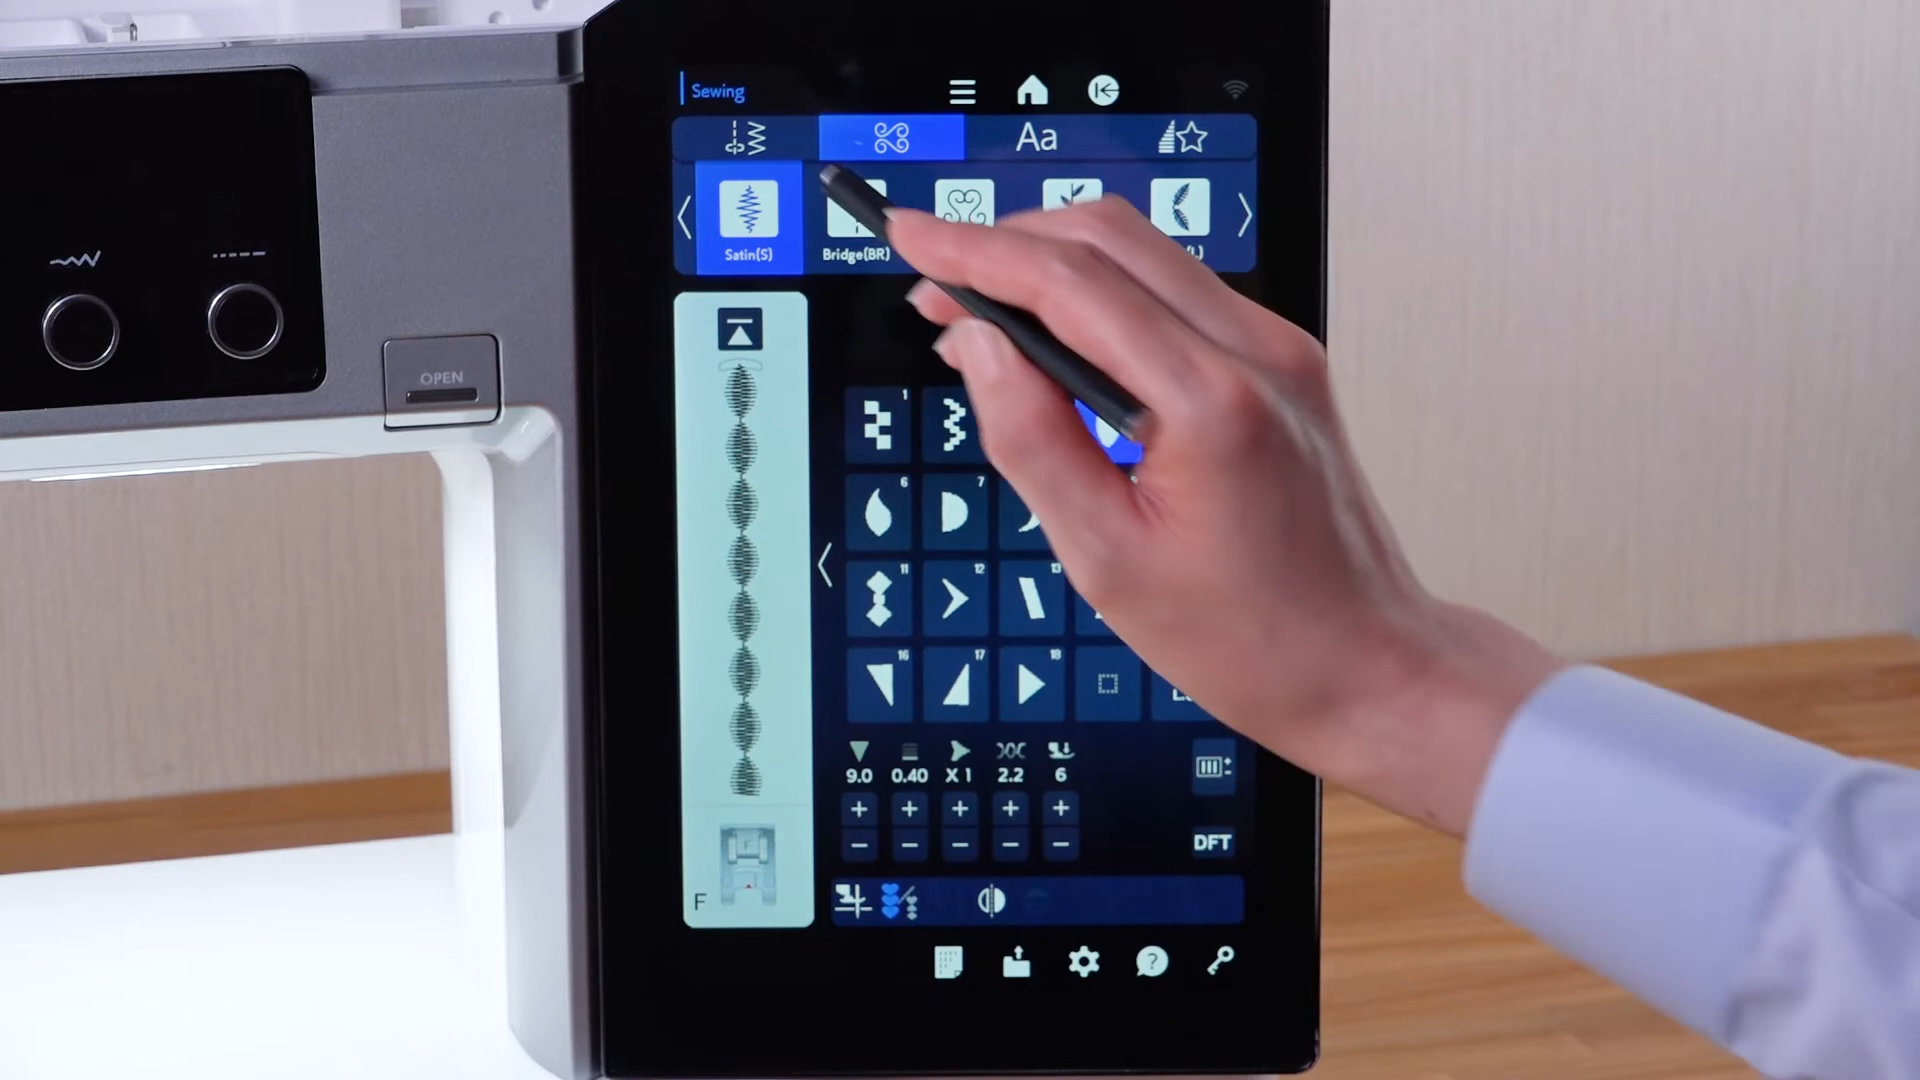 Sewing
Aa
Satin(S)
Bridge(BR)
OPEN
1
6
7
11
12
13
16
17
18
9.0 0.40 X 1 2.2 6
+ + + + +
− − − − −
DFT
F
?